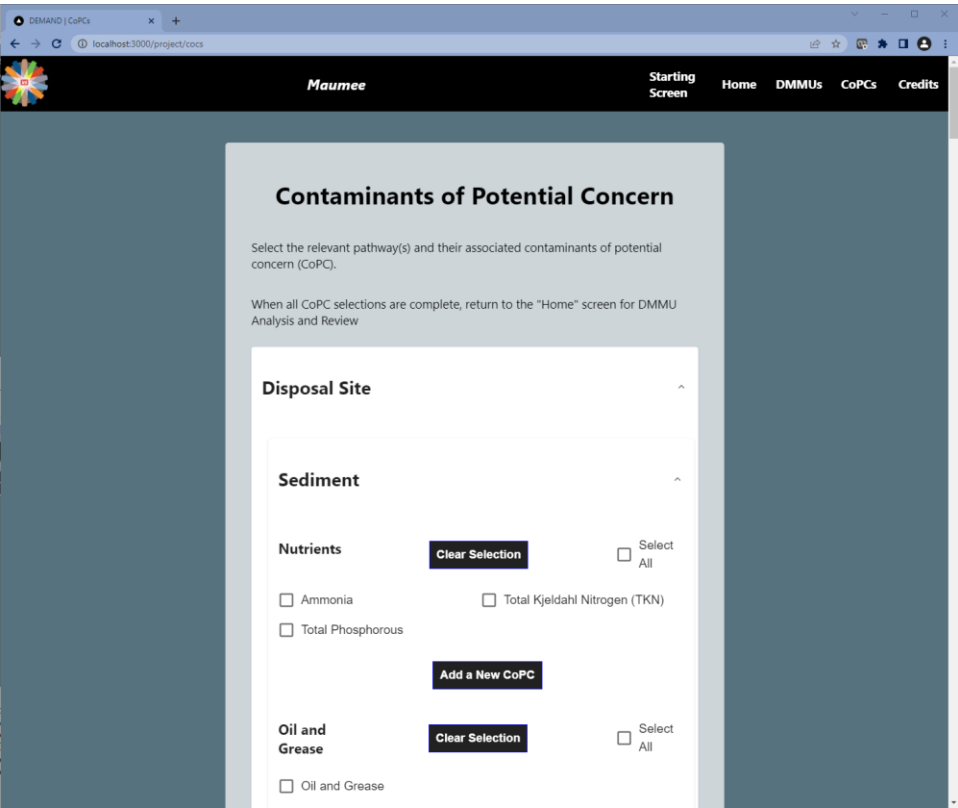 DEMAND | CoPCs
localhost:3000/project/cocs
Maumee
Starting
Screen
Home
DMMUs
CoPCs
Credits
Contaminants of Potential Concern
Select the relevant pathway(s) and their associated contaminants of potential
concern (CoPC).
When all CoPC selections are complete, return to the "Home" screen for DMMU
Analysis and Review
Disposal Site
Sediment
Nutrients
Clear Selection
Select
All
Ammonia
Total Kjeldahl Nitrogen (TKN)
Total Phosphorous
Add a New CoPC
Oil and
Grease
Clear Selection
Select
All
Oil and Grease